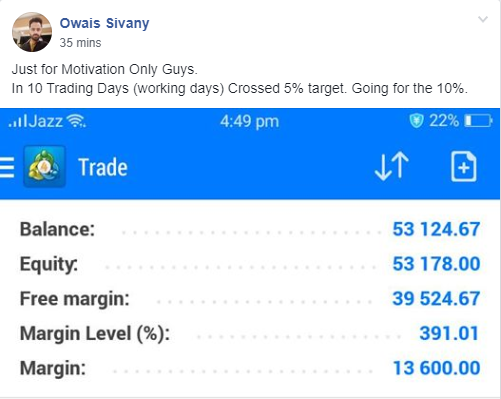 Owais Sivany
35 mins
Just for Motivation Only Guys.
In 10 Trading Days (working days) Crossed 5% target. Going for the 10%.
Jazz 4:49 pm 22%
Trade
Balance: 53 124.67
Equity: 53 178.00
Free margin: 39 524.67
Margin Level (%): 391.01
Margin: 13 600.00